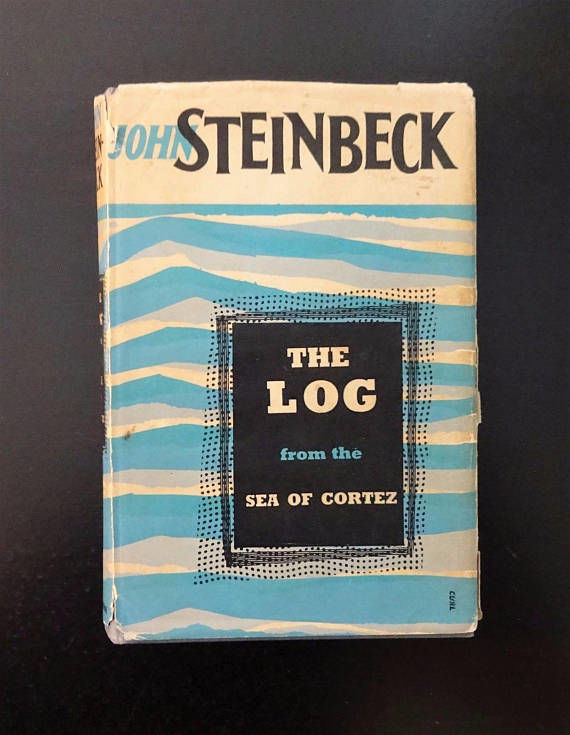 JOHN STEINBECK
THE
LOG
from the
SEA OF CORTEZ